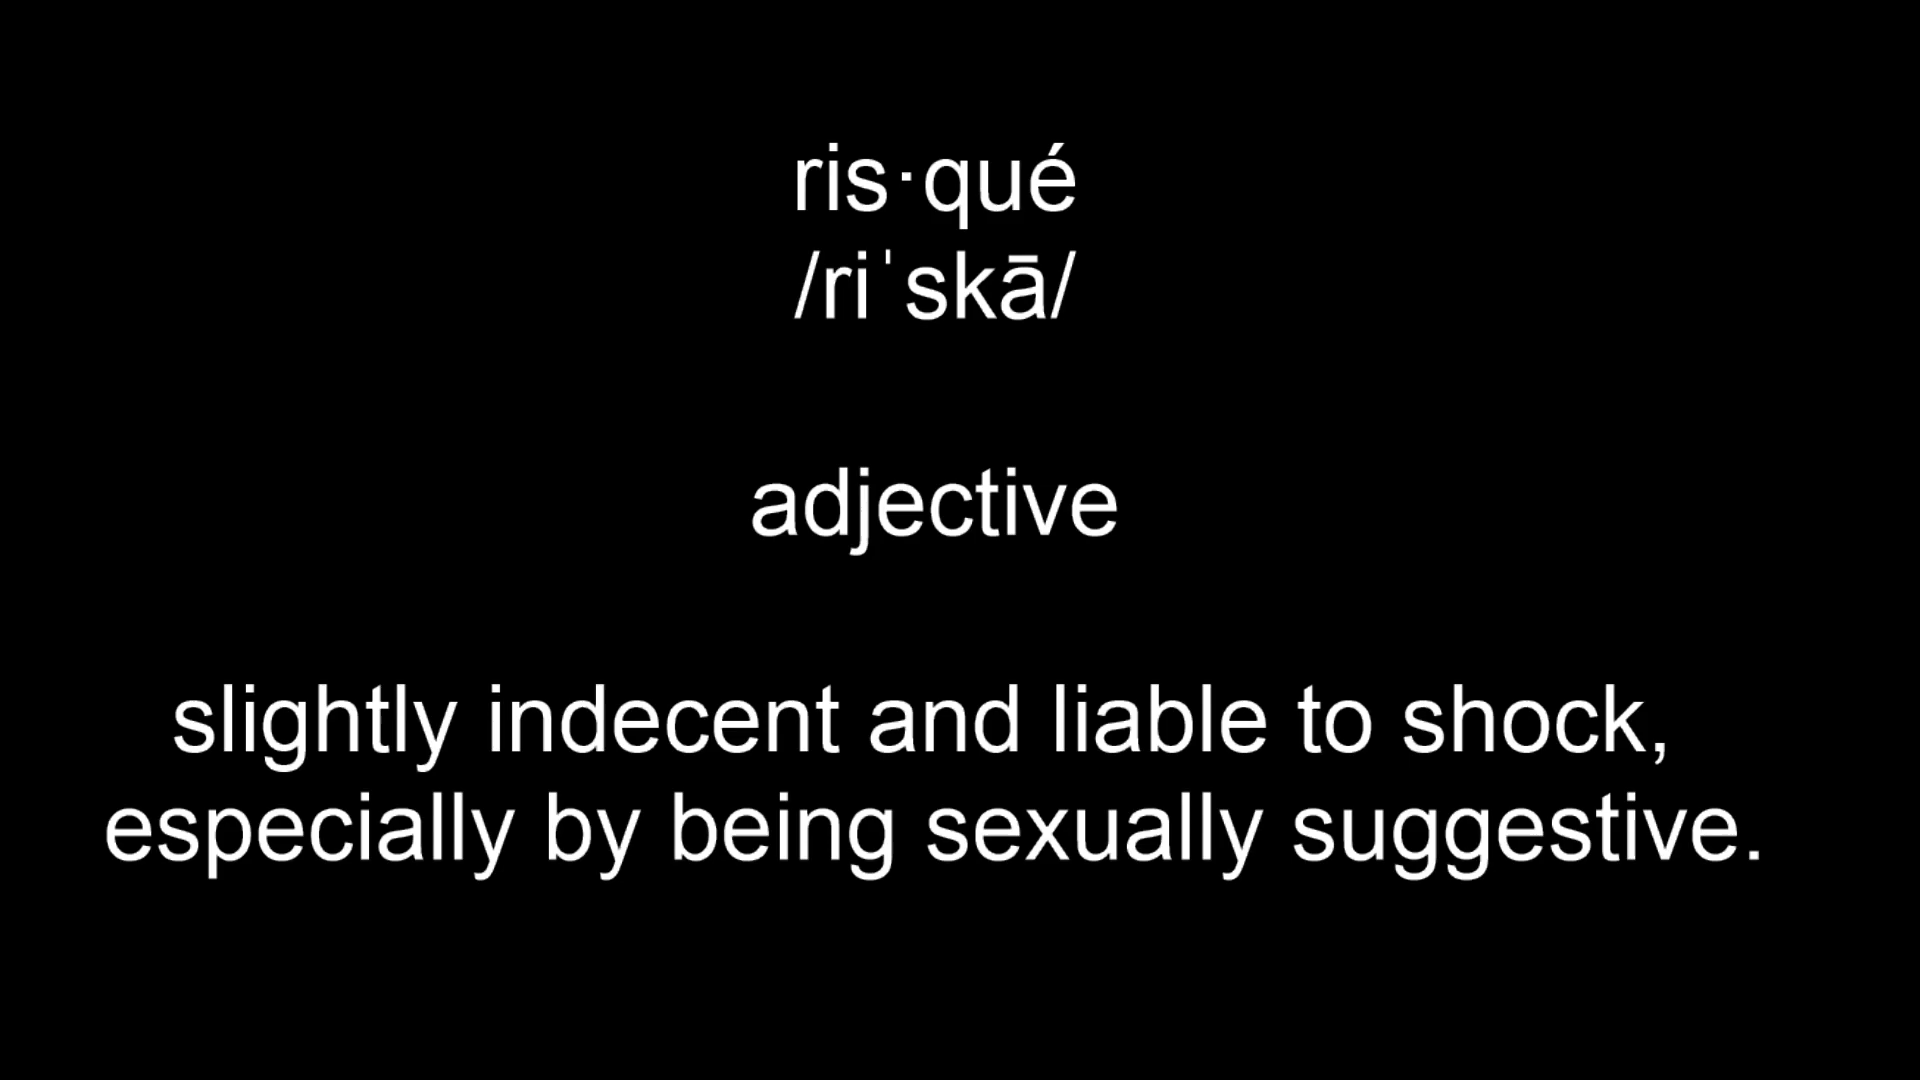 ris·qué
/riˈskā/
adjective
slightly indecent and liable to shock,
especially by being sexually suggestive.